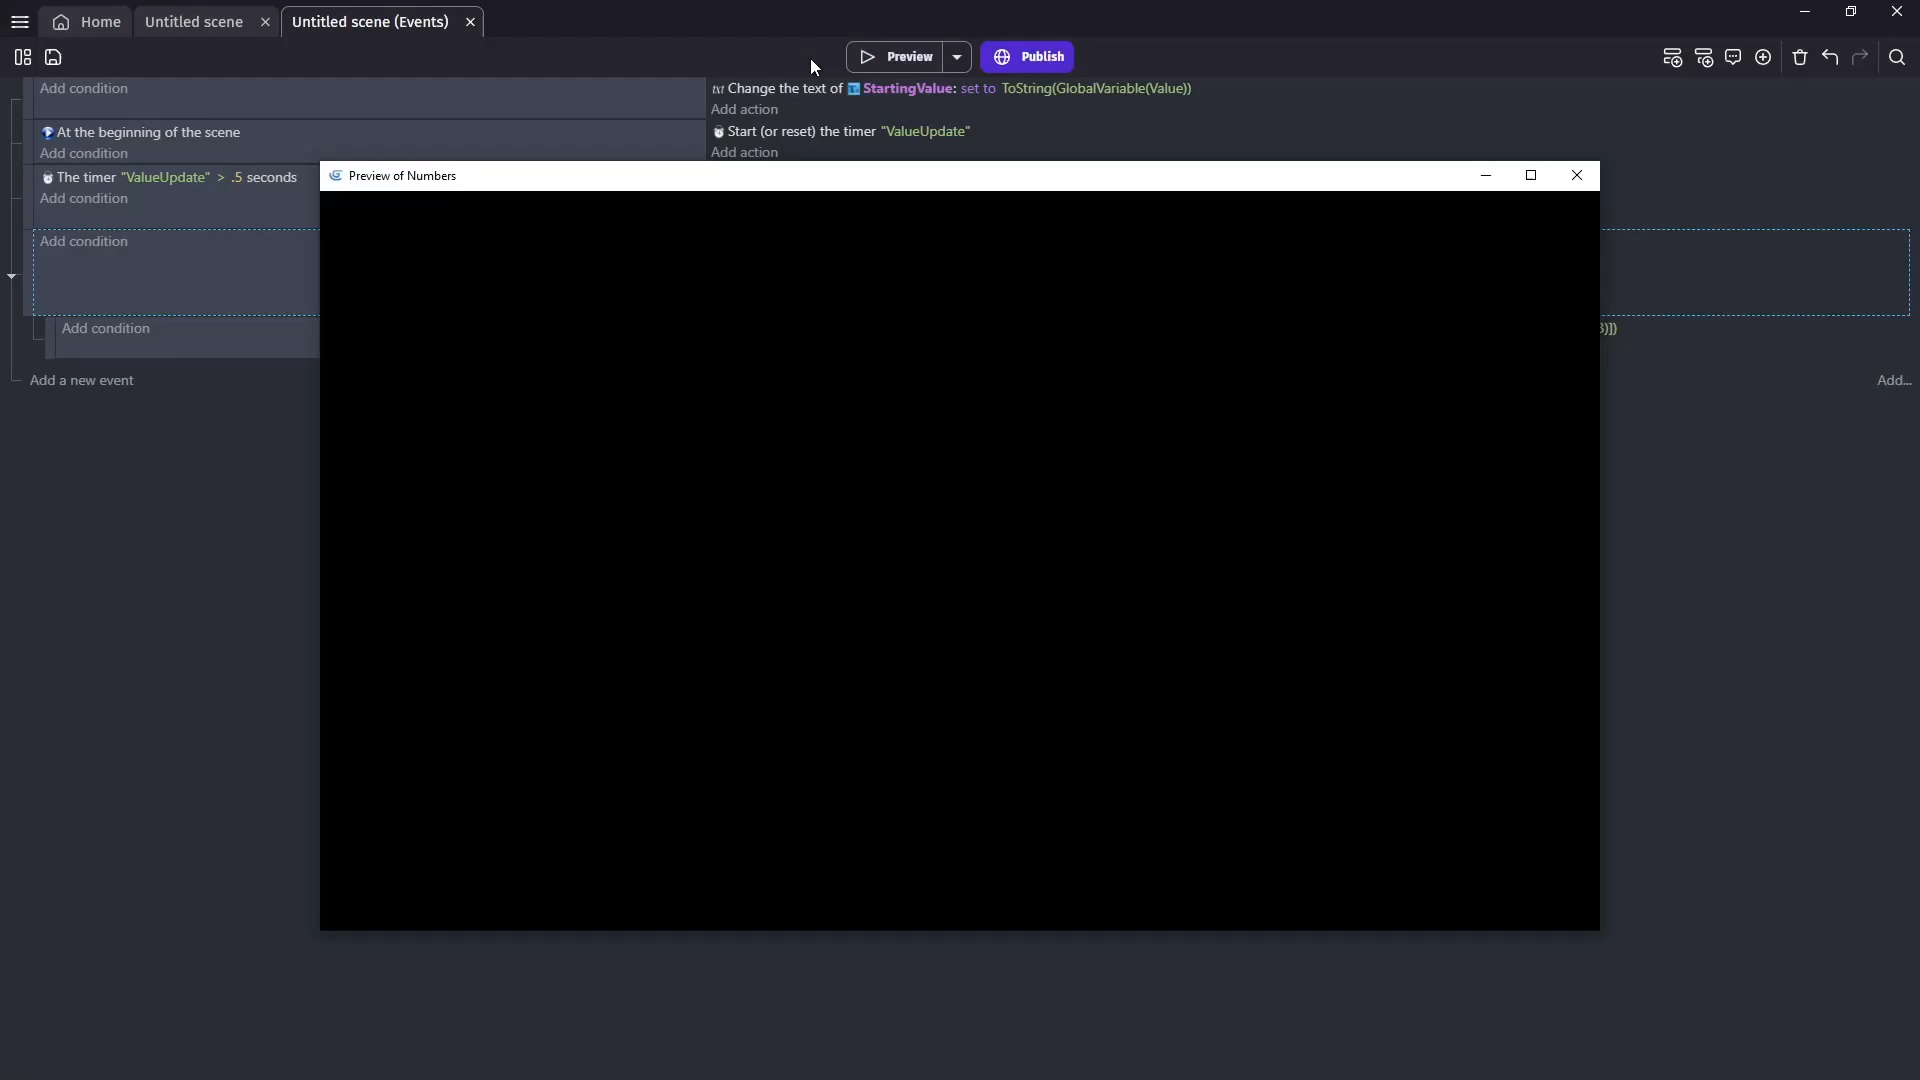 Home
Untitled scene
Untitled scene (Events)
Preview
Publish
Add condition
txt Change the text of StartingValue: set to ToString(GlobalVariable(Value))
Add action
At the beginning of the scene
Start (or reset) the timer "ValueUpdate"
Add condition
Add action
The timer "ValueUpdate" > .5 seconds
Add condition
Preview of Numbers
Add condition
Add condition
)])
Add a new event
Add...